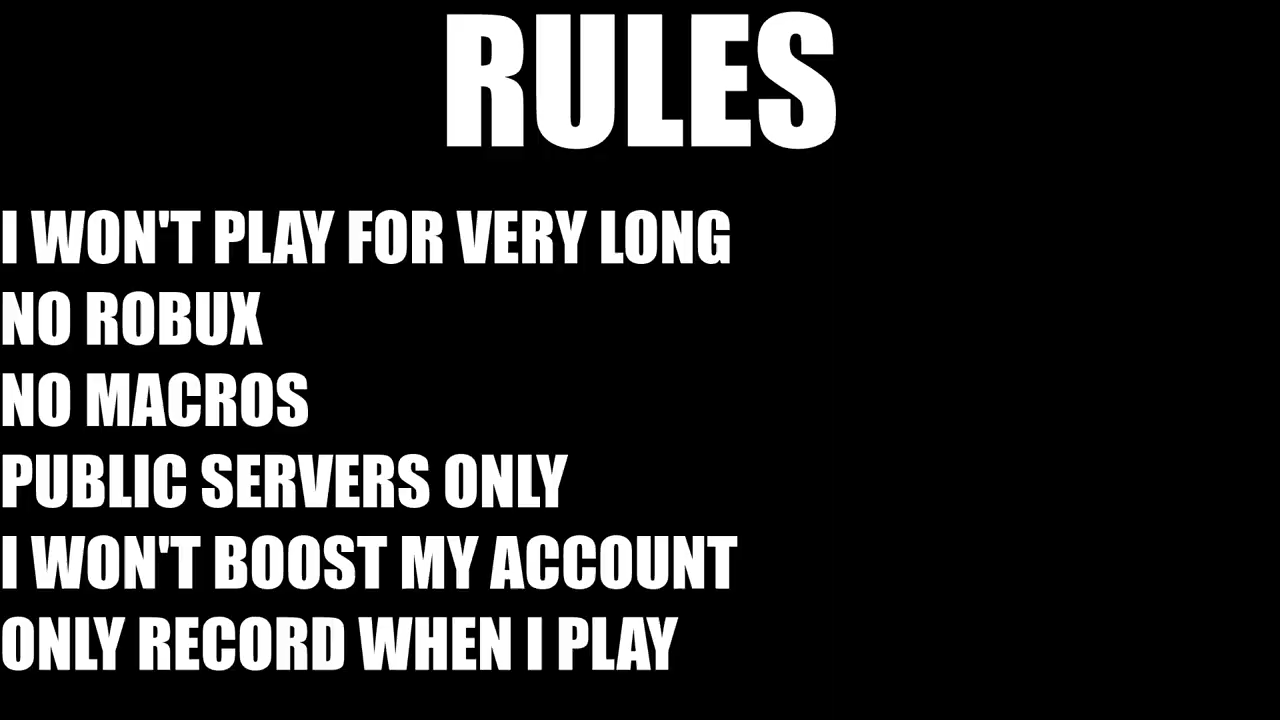 RULES
I WON'T PLAY FOR VERY LONG
NO ROBUX
NO MACROS
PUBLIC SERVERS ONLY
I WON'T BOOST MY ACCOUNT
ONLY RECORD WHEN I PLAY